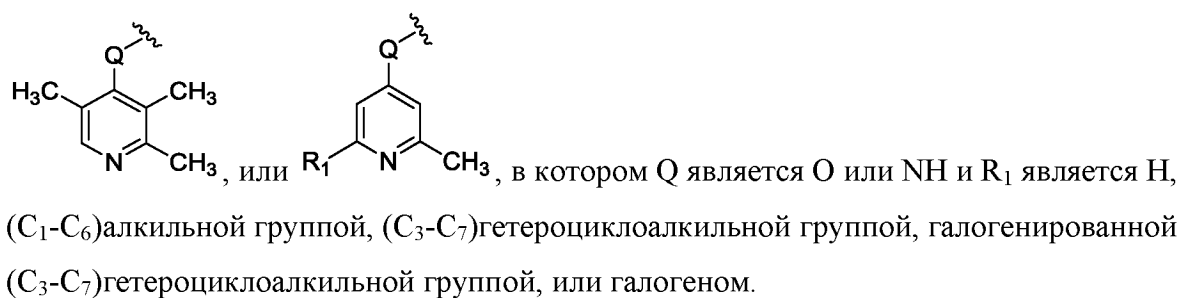 Q
H₃C CH₃
N CH₃
, или
Q
R₁ N CH₃
, в котором Q является O или NH и R₁ является H,
(C₁-C₆)алкильной группой, (C₃-C₇)гетероциклоалкильной группой, галогенированной
(C₃-C₇)гетероциклоалкильной группой, или галогеном.